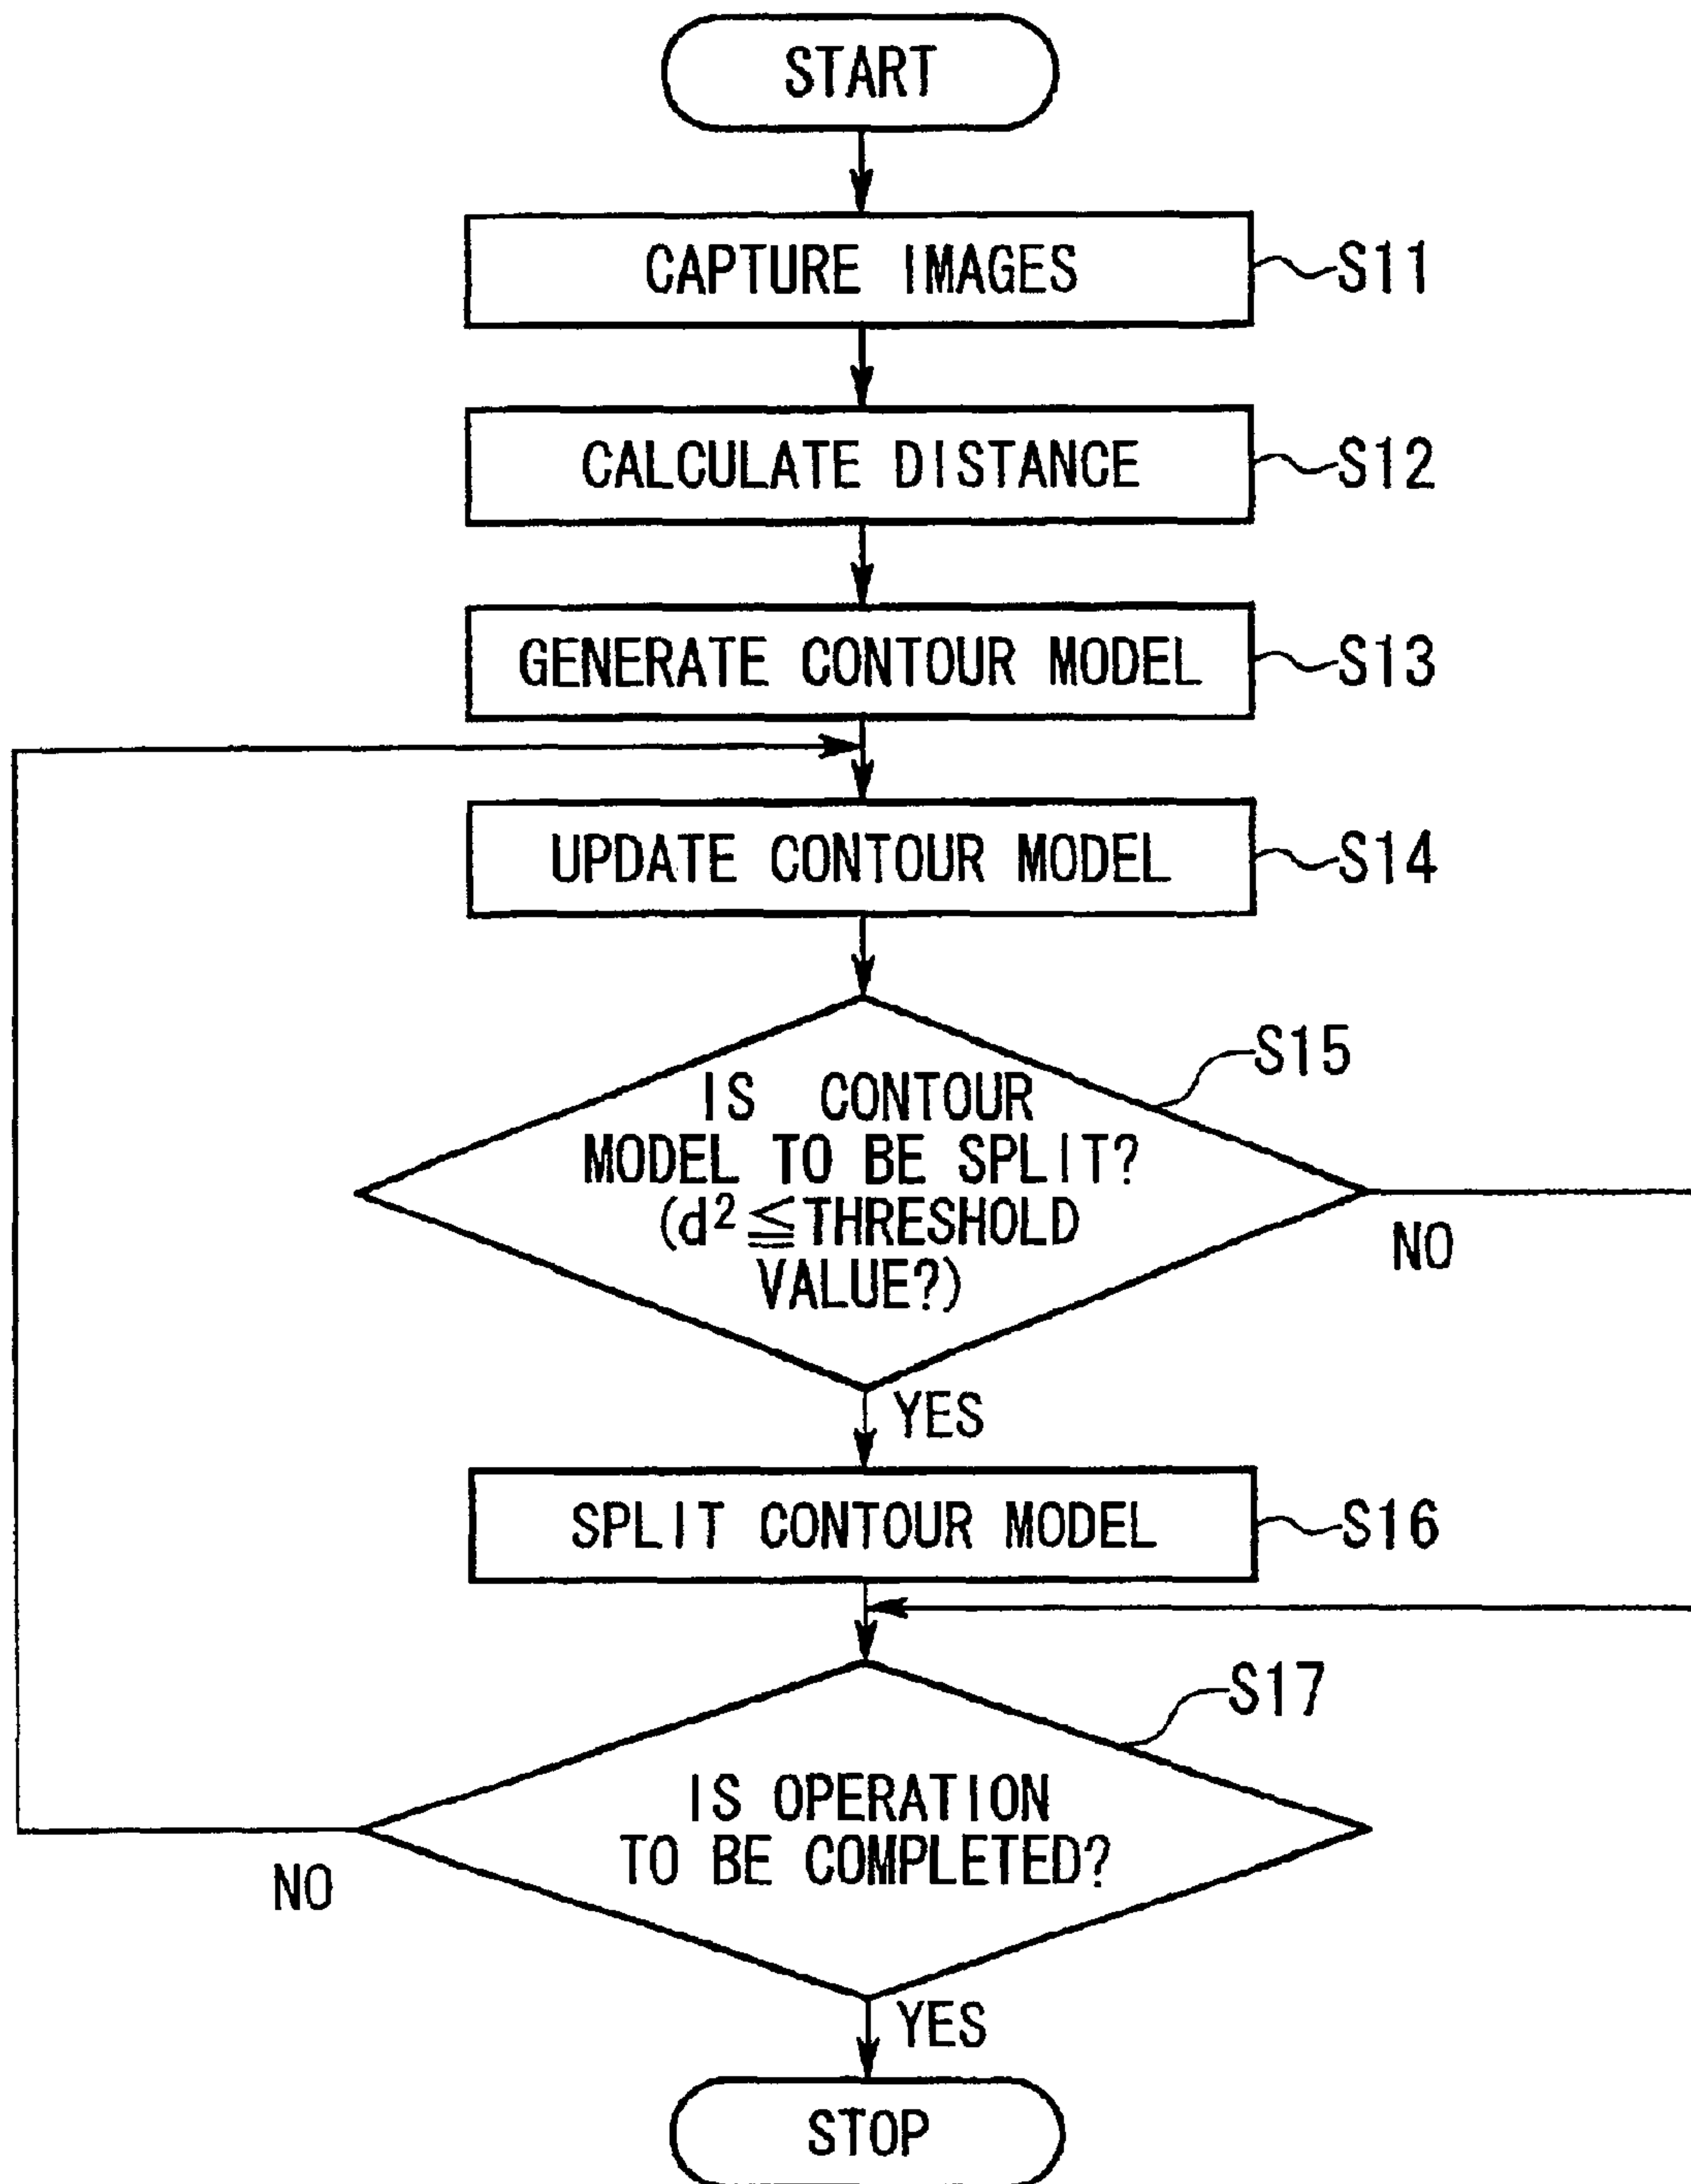 START
CAPTURE IMAGES
S11
CALCULATE DISTANCE
S12
GENERATE CONTOUR MODEL
S13
UPDATE CONTOUR MODEL
S14
S15
IS CONTOUR
MODEL TO BE SPLIT?
(d²≦THRESHOLD
VALUE?)
NO
YES
SPLIT CONTOUR MODEL
S16
S17
IS OPERATION
TO BE COMPLETED?
NO
YES
STOP